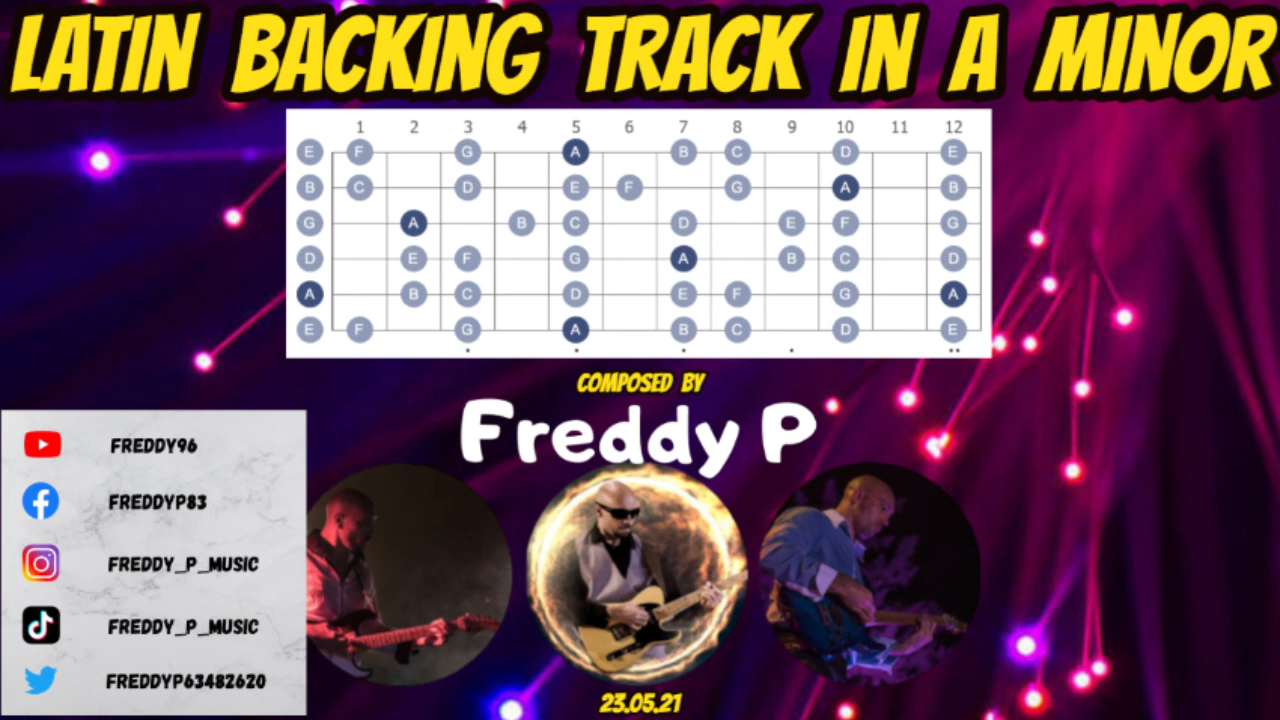 LATIN BACKING TRACK IN A MINOR
1 2 3 4 5 6 7 8 9 10 11 12
E F G A B C D E
B C D E F G A B
G A B C D E F G
D E F G A B C D
A B C D E F G A
E F G A B C D E
COMPOSED BY
Freddy P
FREDDY96
FREDDYP83
FREDDY_P_MUSIC
FREDDY_P_MUSIC
FREDDYP63482620
23.05.21